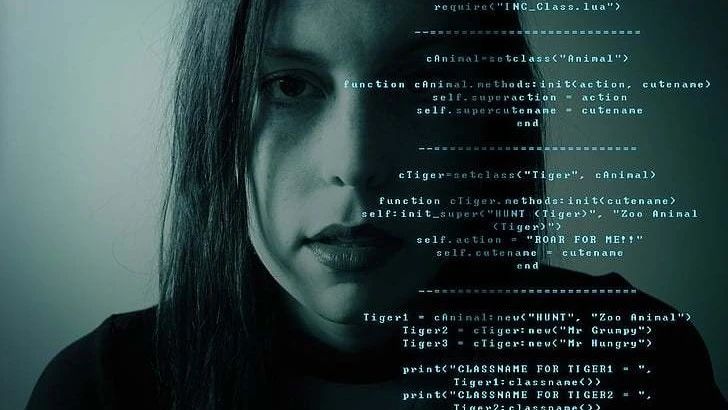 require("INC_Class.lua")
--===========================
cAnimal=setclass("Animal")
function cAnimal.methods:init(action, cutename)
self.superaction = action
self.supercutename = cutename
end
--===========================
cTiger=setclass("Tiger", cAnimal)
function cTiger.methods:init(cutename)
self:init_super("HUNT (Tiger)", "Zoo Animal
(Tiger)")
self.action = "ROAR FOR ME!!"
self.cutename = cutename
end
--===========================
Tiger1 = cAnimal:new("HUNT", "Zoo Animal")
Tiger2 = cTiger:new("Mr Grumpy")
Tiger3 = cTiger:new("Mr Hungry")
print("CLASSNAME FOR TIGER1 = ",
Tiger1:classname())
print("CLASSNAME FOR TIGER2 = ",
Tiger2:classname())